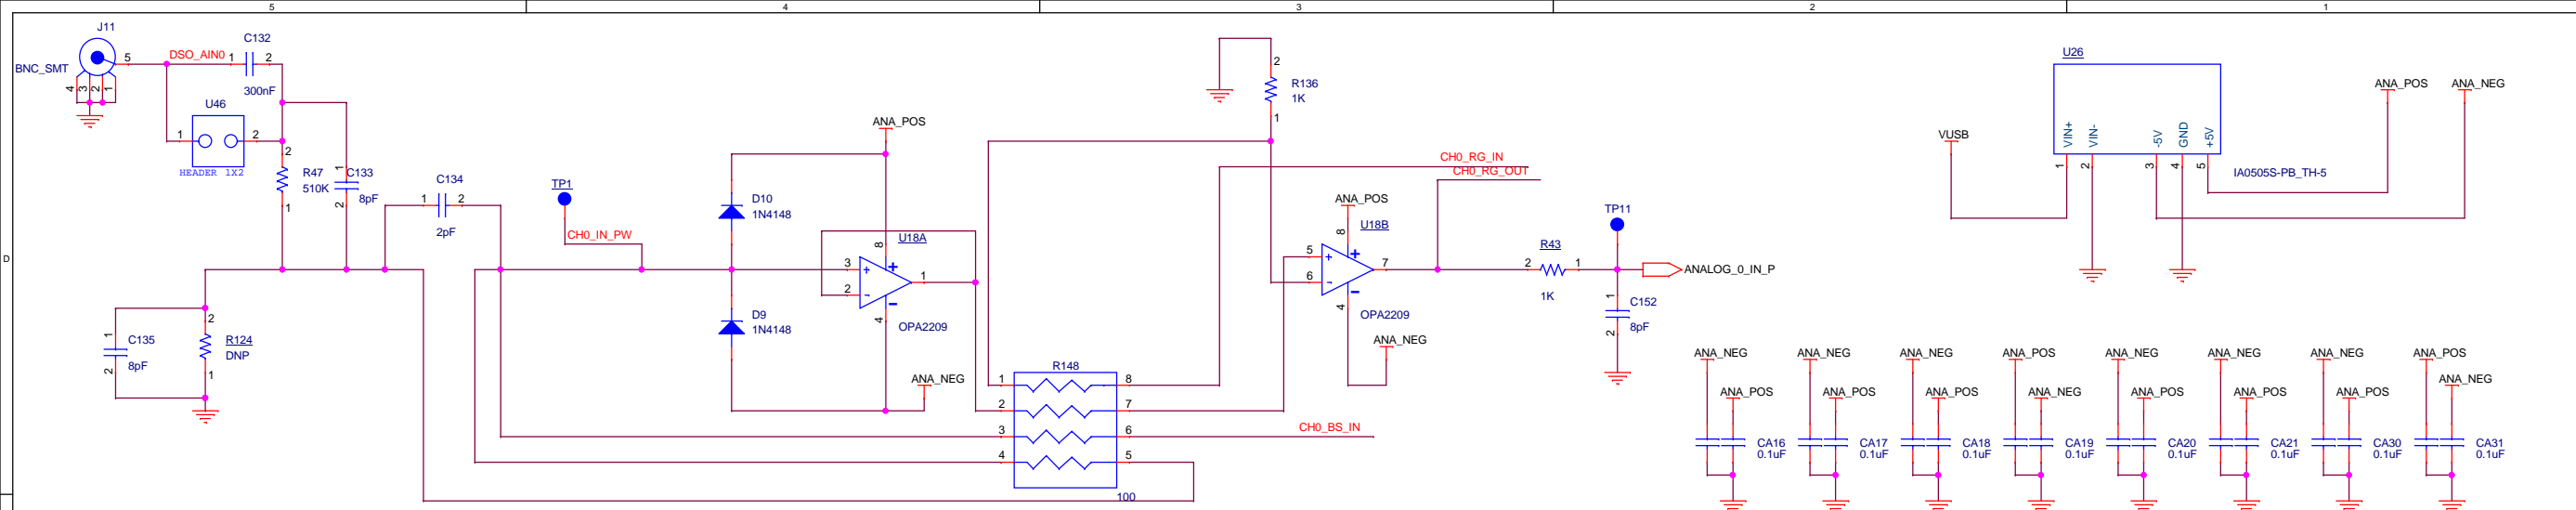 5
4
3
2
1
D
J11
BNC_SMT
5
4
3
2
1
DSO_AIN0
C132
1
2
300nF
U46
1
2
HEADER 1X2
2
R47
510K
1
1
C133
8pF
2
C134
1
2
2pF
TP1
CH0_IN_PW
1
C135
8pF
2
2
R124
DNP
1
ANA_POS
D10
1N4148
D9
1N4148
U18A
8
3
+
+
2
-
-
1
4
OPA2209
ANA_NEG
2
R136
1K
1
R148
1
8
2
7
3
6
4
5
100
CH0_RG_IN
CH0_RG_OUT
CH0_BS_IN
ANA_POS
U18B
8
5
+
+
6
-
-
7
4
OPA2209
ANA_NEG
R43
2
1
1K
TP11
ANALOG_0_IN_P
1
C152
8pF
2
U26
VIN+
VIN-
-5V
GND
+5V
1
2
3
4
5
IA0505S-PB_TH-5
VUSB
ANA_POS
ANA_NEG
ANA_NEG
ANA_POS
CA16
0.1uF
ANA_NEG
ANA_POS
CA17
0.1uF
ANA_NEG
ANA_POS
CA18
0.1uF
ANA_POS
ANA_NEG
CA19
0.1uF
ANA_NEG
ANA_POS
CA20
0.1uF
ANA_NEG
ANA_POS
CA21
0.1uF
ANA_NEG
ANA_POS
CA30
0.1uF
ANA_POS
ANA_NEG
CA31
0.1uF